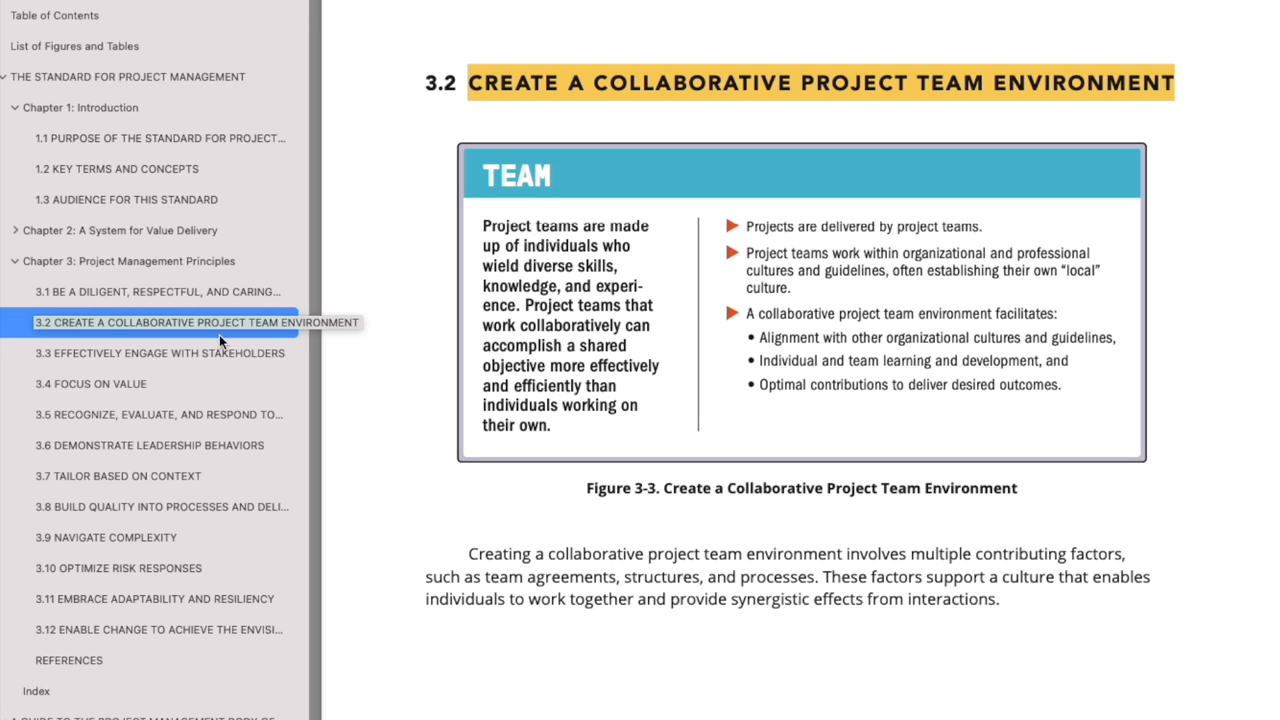 Table of Contents
List of Figures and Tables
THE STANDARD FOR PROJECT MANAGEMENT
Chapter 1: Introduction
1.1 PURPOSE OF THE STANDARD FOR PROJECT...
1.2 KEY TERMS AND CONCEPTS
1.3 AUDIENCE FOR THIS STANDARD
Chapter 2: A System for Value Delivery
Chapter 3: Project Management Principles
3.1 BE A DILIGENT, RESPECTFUL, AND CARING...
3.2 CREATE A COLLABORATIVE PROJECT TEAM ENVIRONMENT
3.3 EFFECTIVELY ENGAGE WITH STAKEHOLDERS
3.4 FOCUS ON VALUE
3.5 RECOGNIZE, EVALUATE, AND RESPOND TO...
3.6 DEMONSTRATE LEADERSHIP BEHAVIORS
3.7 TAILOR BASED ON CONTEXT
3.8 BUILD QUALITY INTO PROCESSES AND DELI...
3.9 NAVIGATE COMPLEXITY
3.10 OPTIMIZE RISK RESPONSES
3.11 EMBRACE ADAPTABILITY AND RESILIENCY
3.12 ENABLE CHANGE TO ACHIEVE THE ENVISI...
REFERENCES
Index
3.2 CREATE A COLLABORATIVE PROJECT TEAM ENVIRONMENT
TEAM
Project teams are made
up of individuals who
wield diverse skills,
knowledge, and experi-
ence. Project teams that
work collaboratively can
accomplish a shared
objective more effectively
and efficiently than
individuals working on
their own.
Projects are delivered by project teams.
Project teams work within organizational and professional
cultures and guidelines, often establishing their own “local”
culture.
A collaborative project team environment facilitates:
• Alignment with other organizational cultures and guidelines,
• Individual and team learning and development, and
• Optimal contributions to deliver desired outcomes.
Figure 3-3. Create a Collaborative Project Team Environment
Creating a collaborative project team environment involves multiple contributing factors,
such as team agreements, structures, and processes. These factors support a culture that enables
individuals to work together and provide synergistic effects from interactions.